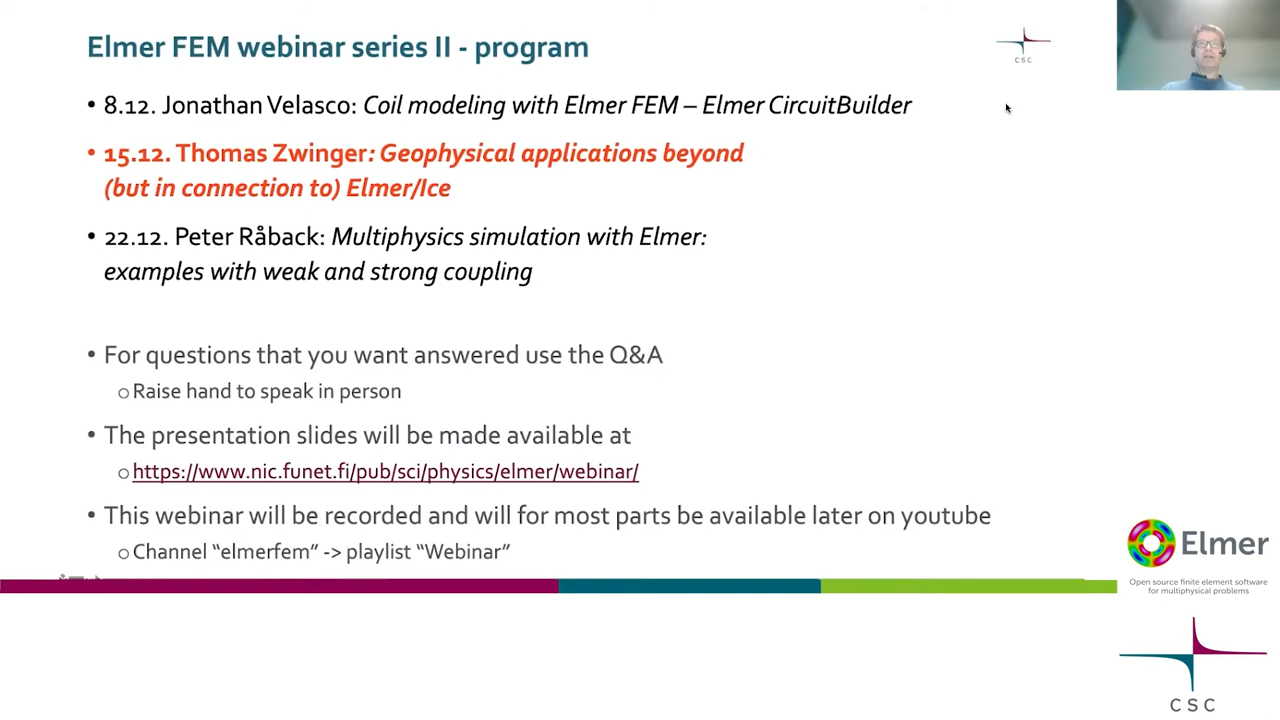 Elmer FEM webinar series II - program
CSC
• 8.12. Jonathan Velasco: Coil modeling with Elmer FEM – Elmer CircuitBuilder
• 15.12. Thomas Zwinger: Geophysical applications beyond
(but in connection to) Elmer/Ice
• 22.12. Peter Råback: Multiphysics simulation with Elmer:
examples with weak and strong coupling
• For questions that you want answered use the Q&A
o Raise hand to speak in person
• The presentation slides will be made available at
o https://www.nic.funet.fi/pub/sci/physics/elmer/webinar/
• This webinar will be recorded and will for most parts be available later on youtube
o Channel “elmerfem” -> playlist “Webinar”
Elmer
Open source finite element software
for multiphysical problems
CSC